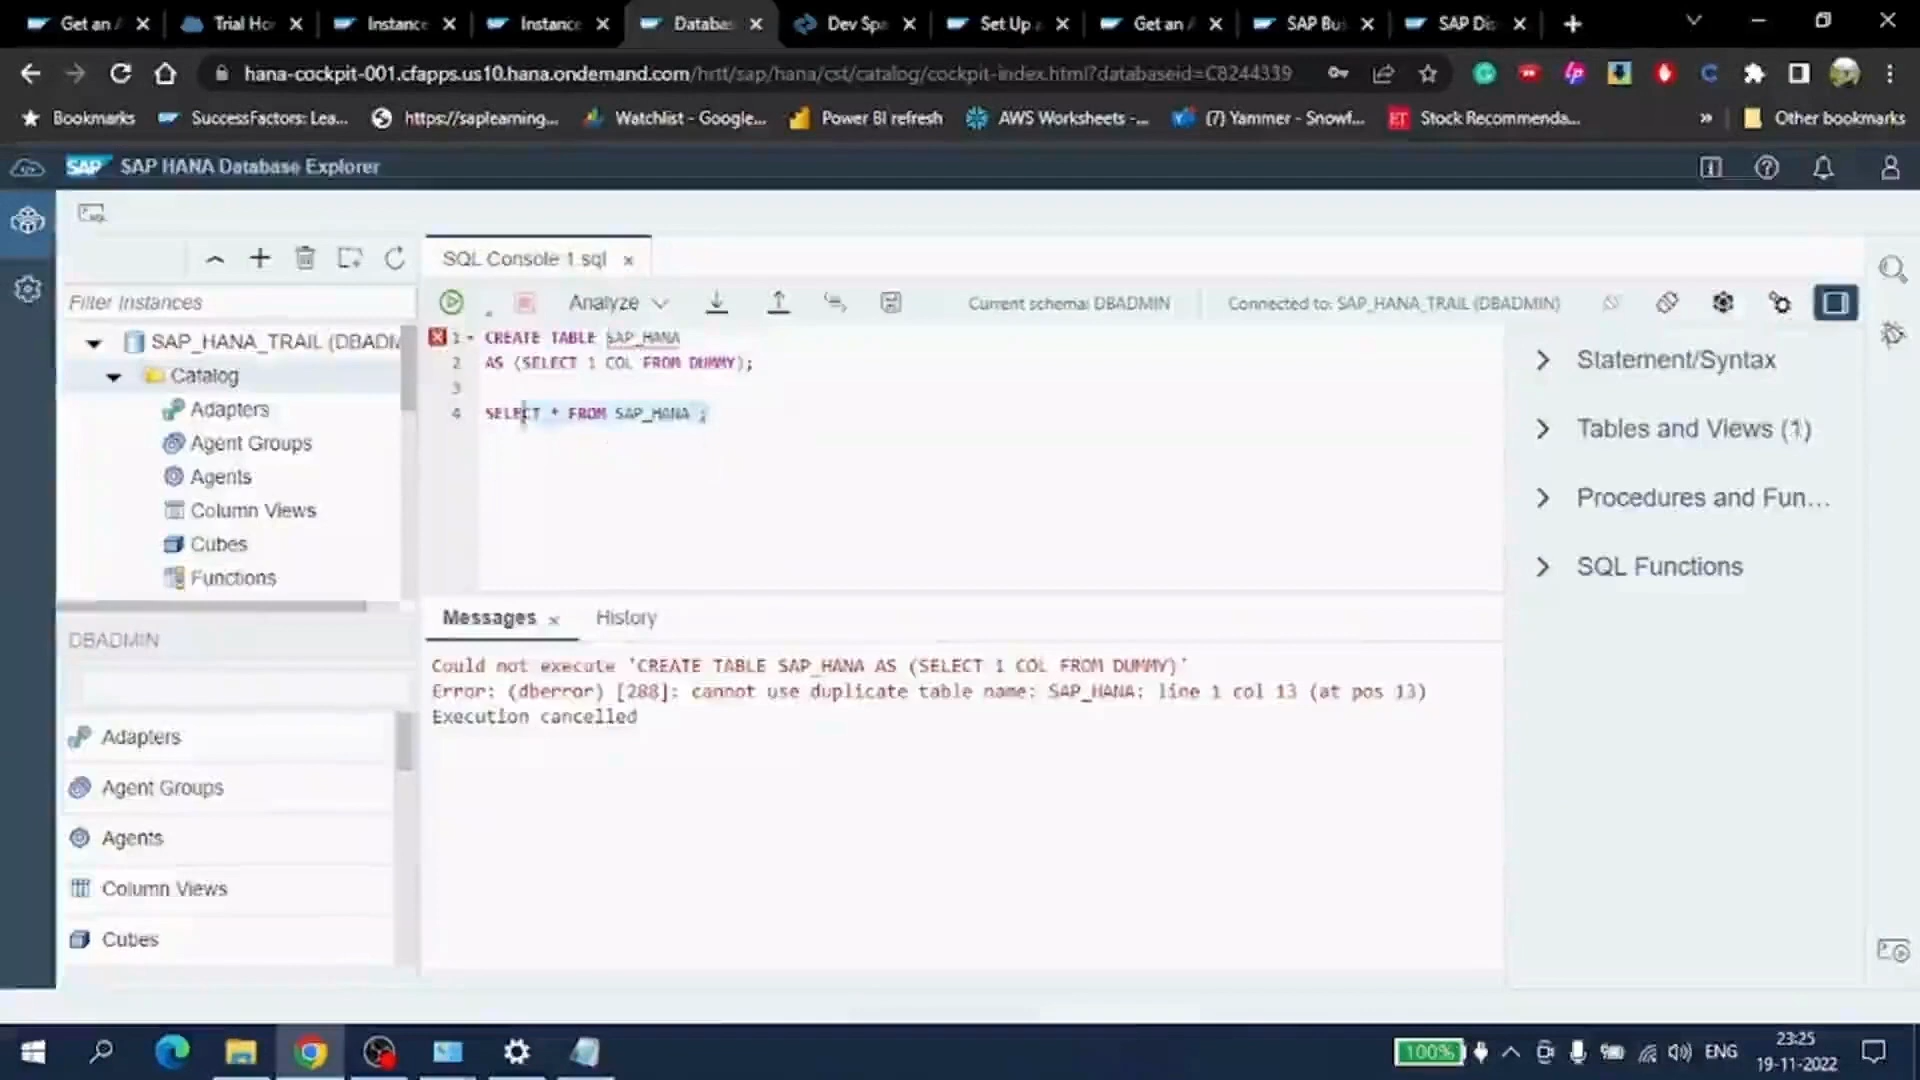 Get an A
Trial Ho
Instance
Instance
Databas
Dev Spa
Set Up a
Get an A
SAP Bu
SAP Dis
hana-cockpit-001.cfapps.us10.hana.ondemand.com/hrtt/sap/hana/cst/catalog/cockpit-index.html?databaseid=C8244339
Bookmarks
SuccessFactors: Lea...
https://saplearning...
Watchlist - Google...
Power BI refresh
AWS Worksheets -...
(7) Yammer - Snowf...
ET
Stock Recommenda...
»
Other bookmarks
SAP SAP HANA Database Explorer
SQL Console 1.sql
Filter Instances
Analyze
Current schema: DBADMIN
Connected to: SAP_HANA_TRAIL (DBADMIN)
SAP_HANA_TRAIL (DBADM
Catalog
Adapters
Agent Groups
Agents
Column Views
Cubes
Functions
1 CREATE TABLE SAP_HANA
2 AS (SELECT 1 COL FROM DUMMY);
3
4 SELECT * FROM SAP_HANA ;
Statement/Syntax
Tables and Views (1)
Procedures and Fun...
SQL Functions
Messages
History
Could not execute 'CREATE TABLE SAP_HANA AS (SELECT 1 COL FROM DUMMY)'
Error: (dberror) [288]: cannot use duplicate table name: SAP_HANA: line 1 col 13 (at pos 13)
Execution cancelled
DBADMIN
Adapters
Agent Groups
Agents
Column Views
Cubes
100%
ENG
23:25
19-11-2022